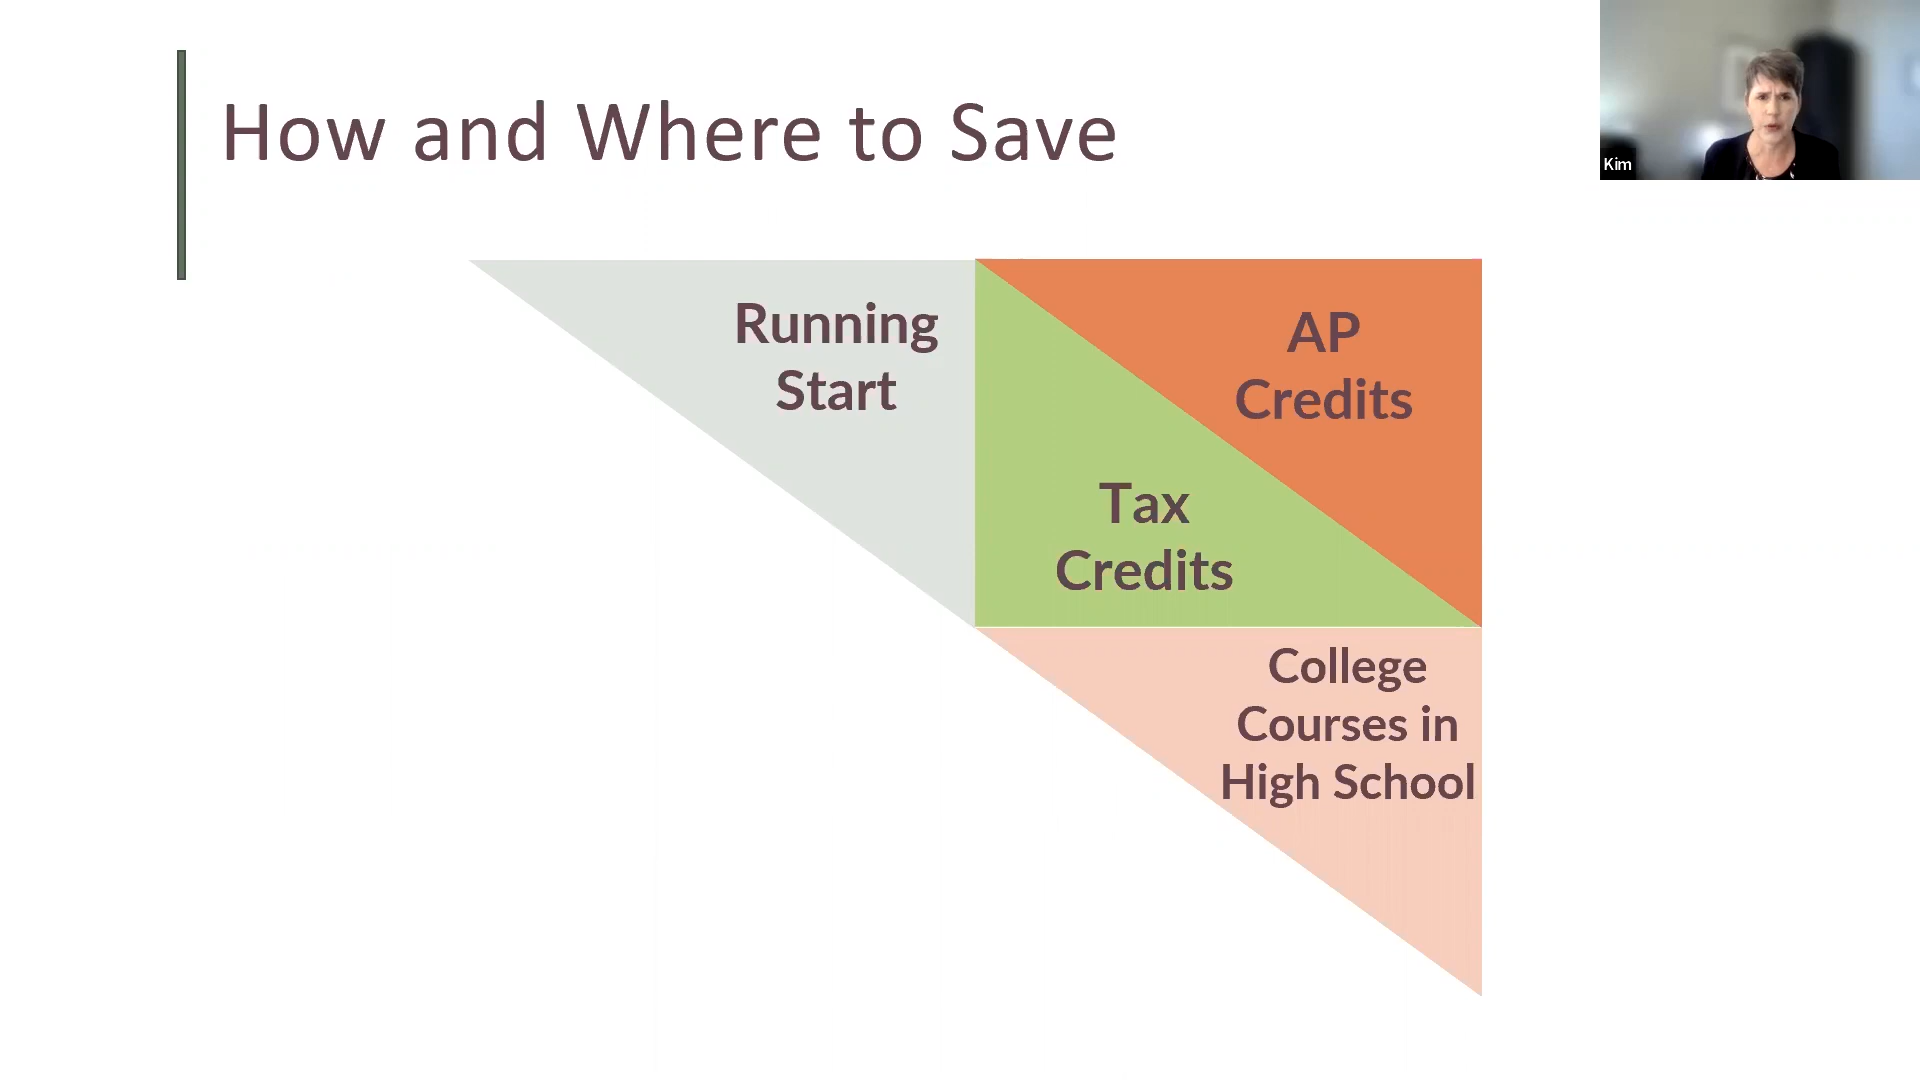 How and Where to Save
Kim
Running
Start
AP
Credits
Tax
Credits
College
Courses in
High School